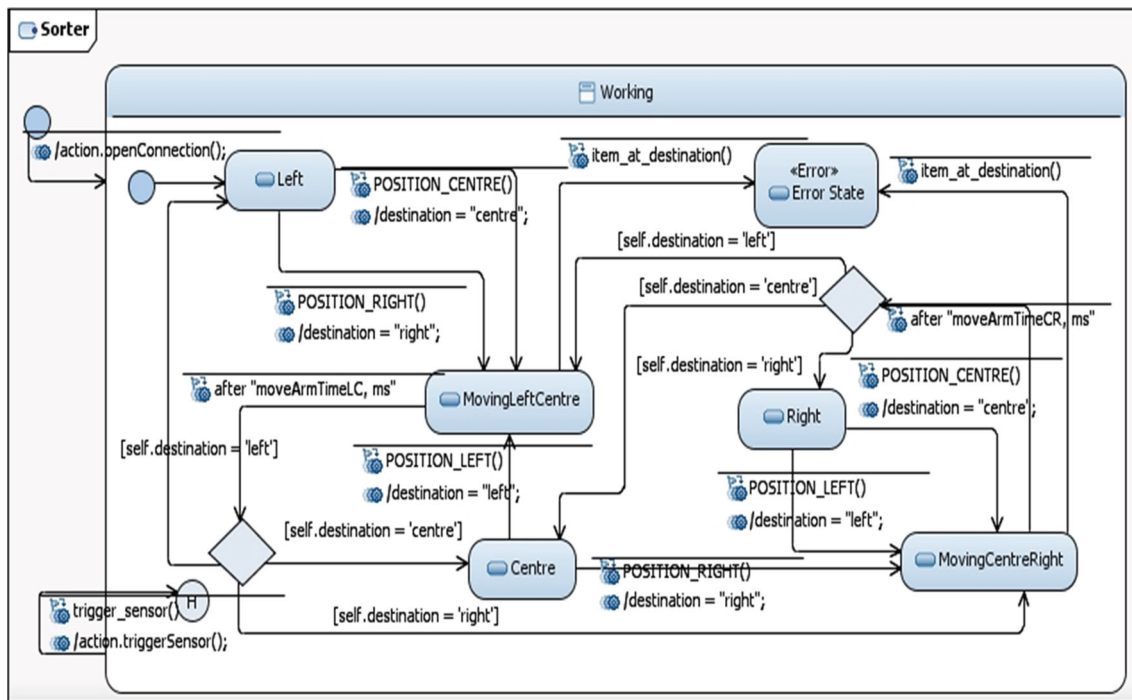 Sorter
Working
/action.openConnection();
Left
POSITION_CENTRE()
/destination = "centre";
item_at_destination()
«Error»
Error State
item_at_destination()
[self.destination = 'left']
[self.destination = 'centre']
POSITION_RIGHT()
/destination = "right";
after "moveArmTimeCR, ms"
[self.destination = 'right']
after "moveArmTimeLC, ms"
MovingLeftCentre
POSITION_CENTRE()
/destination = "centre';
Right
[self.destination = 'left']
POSITION_LEFT()
/destination = "left";
POSITION_LEFT()
/destination = "left";
[self.destination = 'centre']
Centre
POSITION_RIGHT()
/destination = "right";
MovingCentreRight
trigger_sensor()
/action.triggerSensor();
H
[self.destination = 'right']